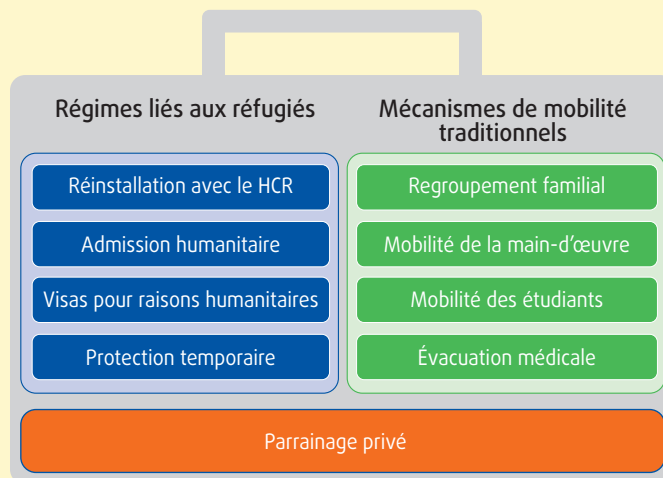 Régimes liés aux réfugiés
Réinstallation avec le HCR
Admission humanitaire
Visas pour raisons humanitaires
Protection temporaire
Mécanismes de mobilité
traditionnels
Regroupement familial
Mobilité de la main-d'œuvre
Mobilité des étudiants
Évacuation médicale
Parrainage privé